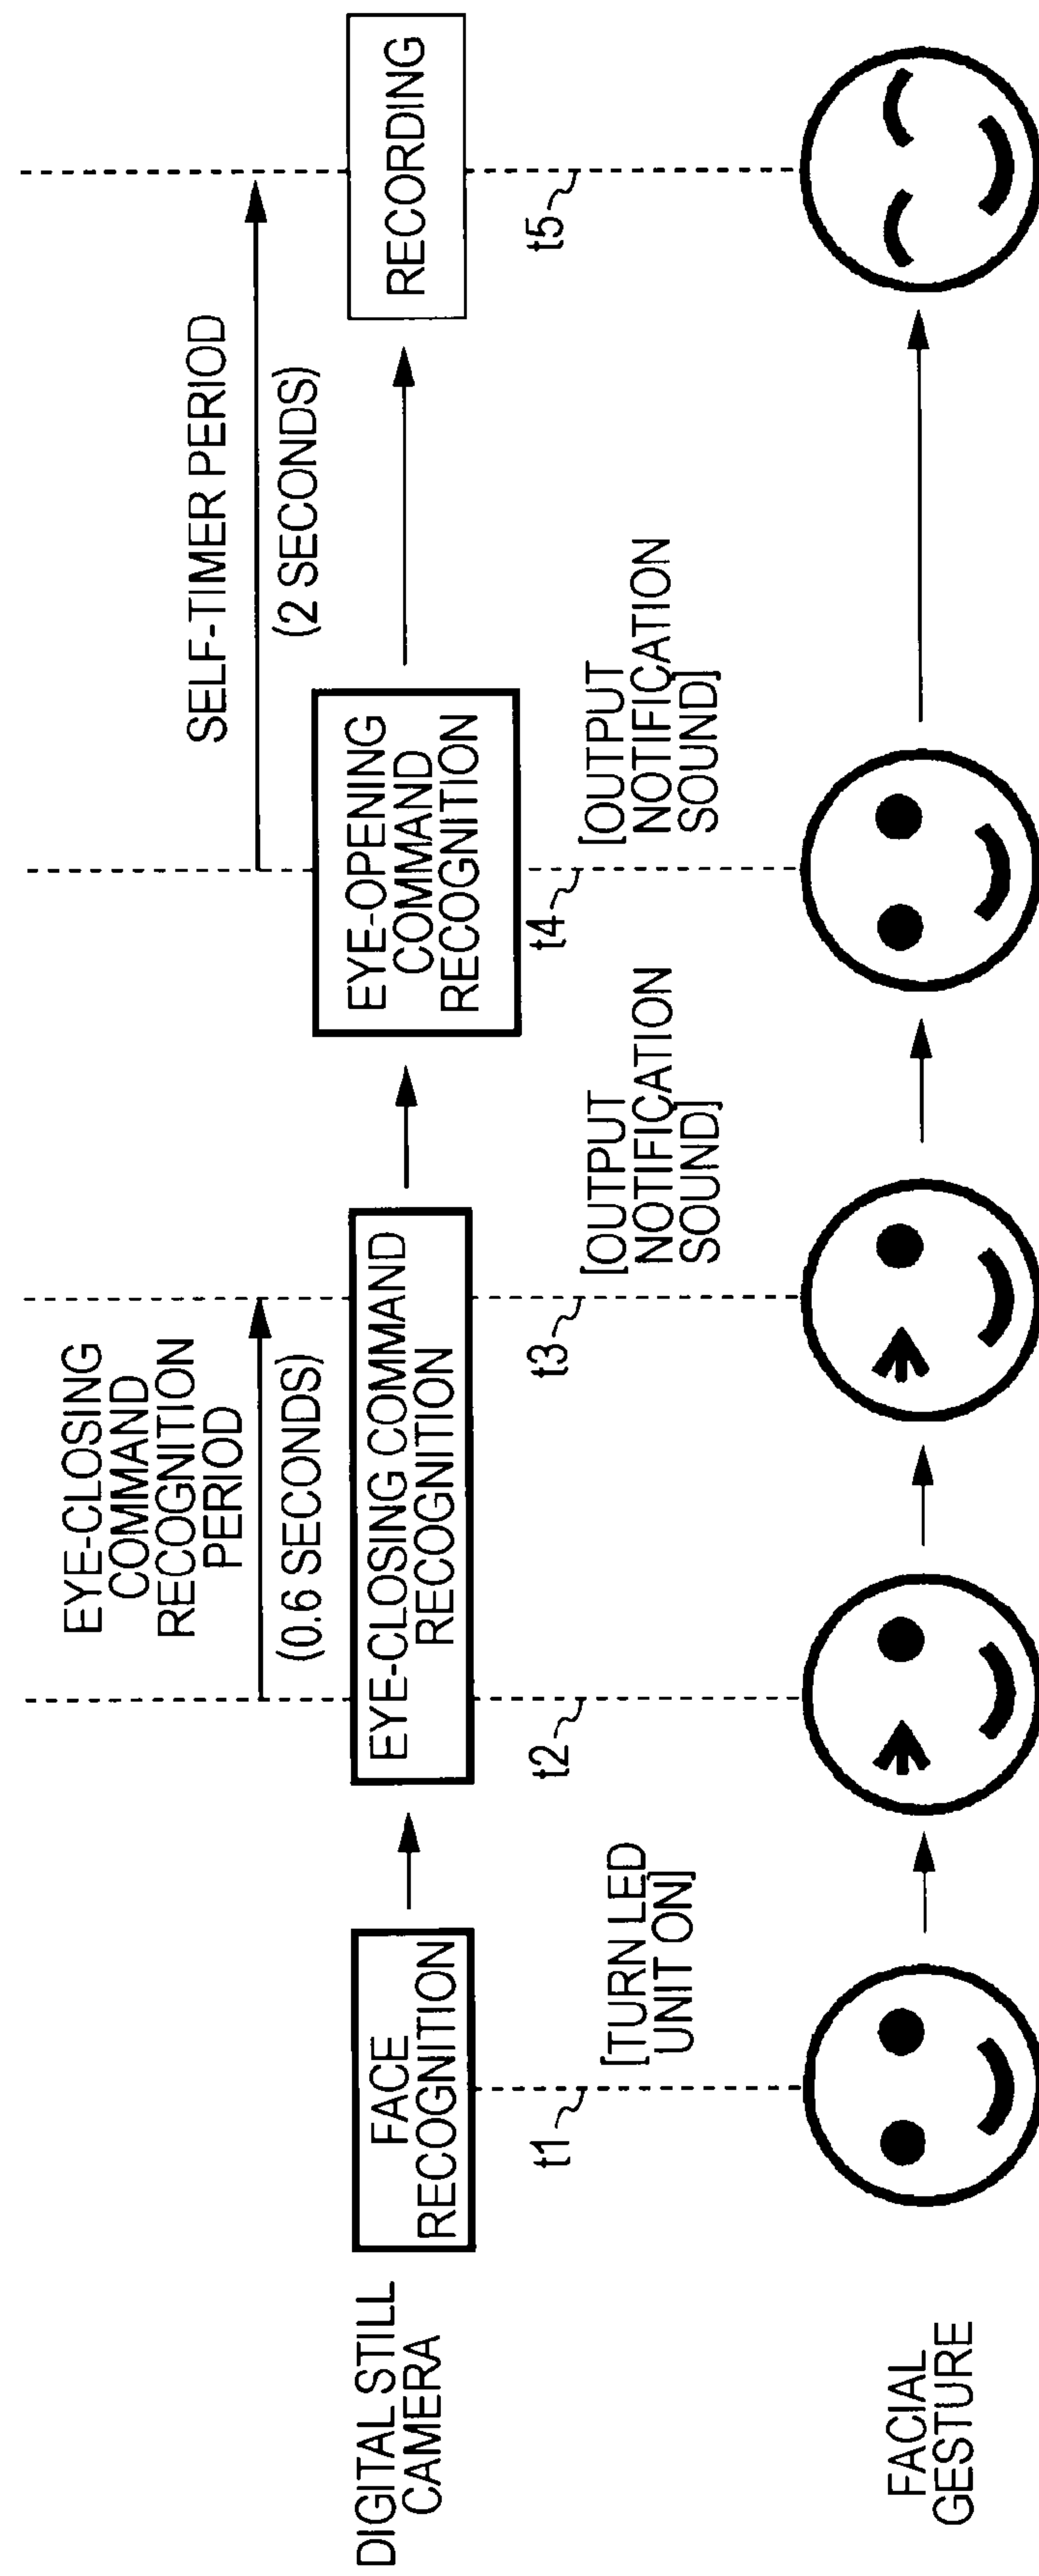 EYE-CLOSING
COMMAND
RECOGNITION
PERIOD
(0.6 SECONDS)
SELF-TIMER PERIOD
(2 SECONDS)
DIGITAL STILL
CAMERA
FACE
RECOGNITION
EYE-CLOSING COMMAND
RECOGNITION
EYE-OPENING
COMMAND
RECOGNITION
RECORDING
t1
[TURN LED
UNIT ON]
t2
t3
[OUTPUT
NOTIFICATION
SOUND]
t4
[OUTPUT
NOTIFICATION
SOUND]
t5
FACIAL
GESTURE